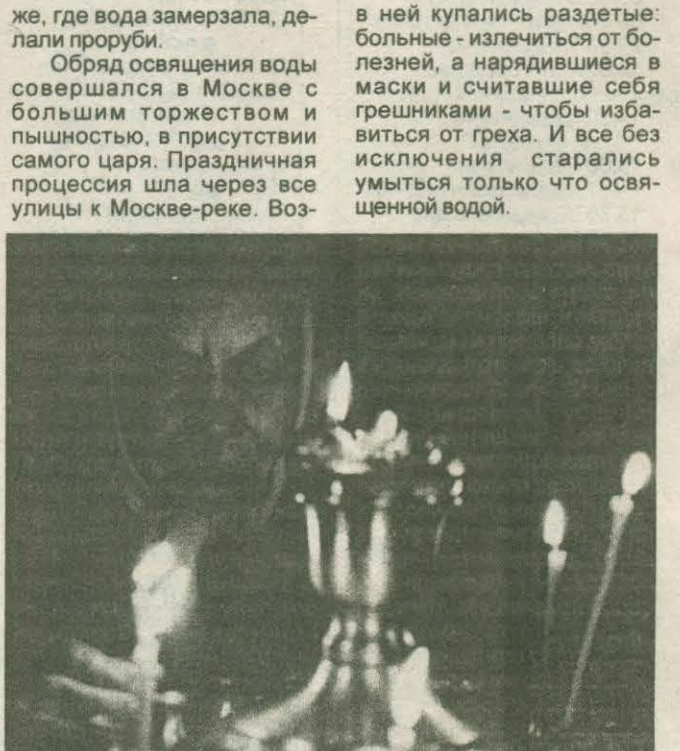 же, где вода замерзала, де-
лали проруби.
Обряд освящения воды
совершался в Москве с
большим торжеством и
пышностью, в присутствии
самого царя. Праздничная
процессия шла через все
улицы к Москве-реке. Воз-
в ней купались раздетые:
больные - излечиться от бо-
лезней, а нарядившиеся в
маски и считавшие себя
грешниками - чтобы изба-
виться от греха. И все без
исключения старались
умыться только что освя-
щенной водой.